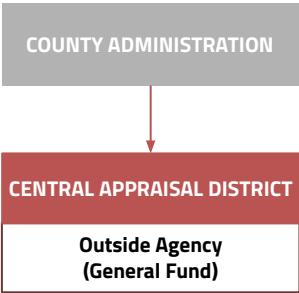 COUNTY ADMINISTRATION
CENTRAL APPRAISAL DISTRICT
Outside Agency
(General Fund)